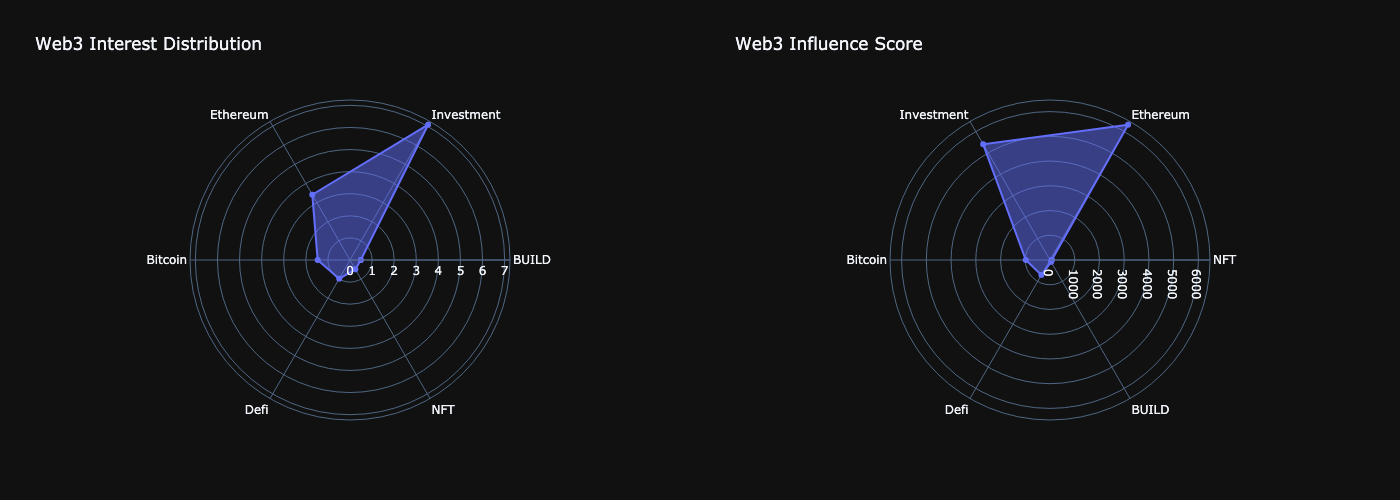 Web3 Interest Distribution
Ethereum
Investment
Bitcoin
BUILD
0 1 2 3 4 5 6 7
Defi
NFT
Web3 Influence Score
Investment
Ethereum
Bitcoin
NFT
0 1000 2000 3000 4000 5000 6000
Defi
BUILD